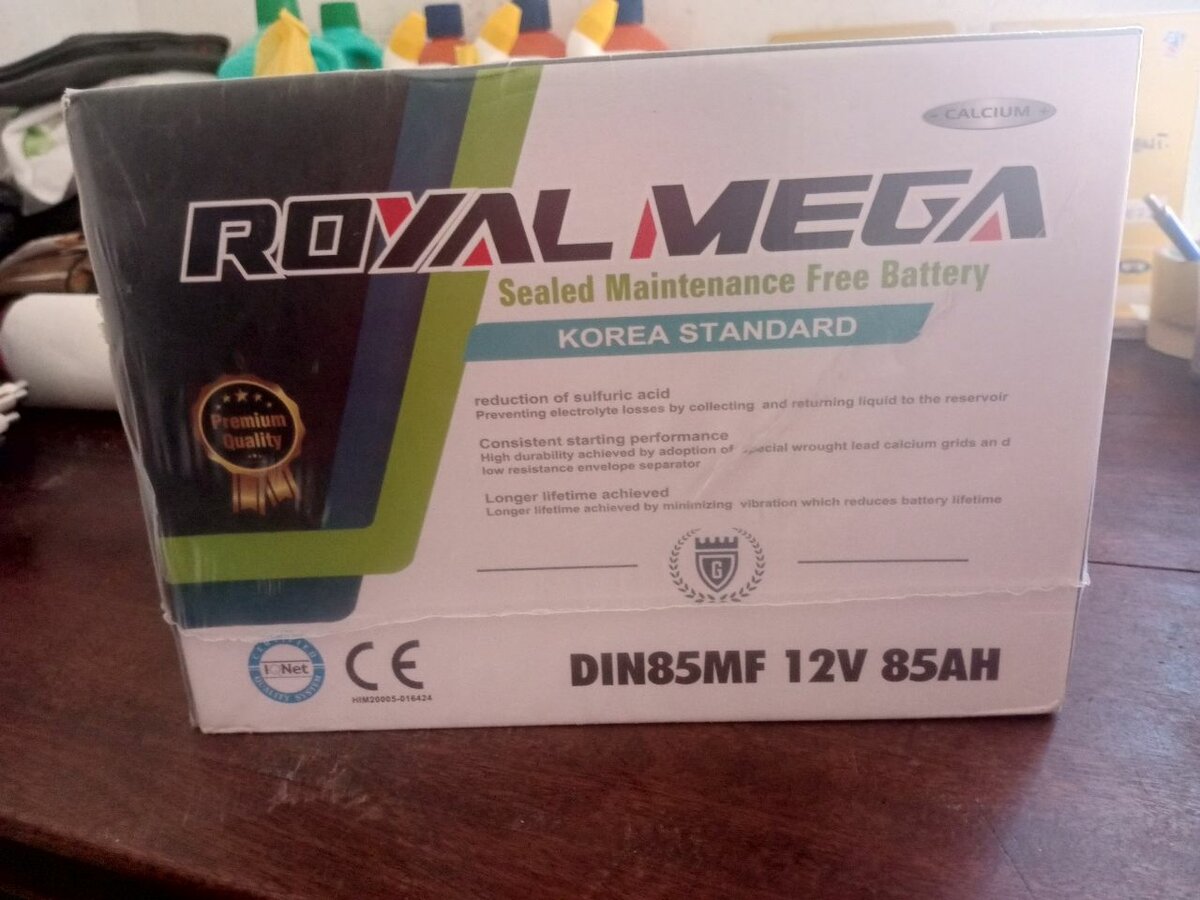 - CALCIUM +
ROYAL MEGA
Sealed Maintenance Free Battery
KOREA STANDARD
Premium
Quality
reduction of sulfuric acid
Preventing electrolyte losses by collecting and returning liquid to the reservoir
Consistent starting performance
High durability achieved by adoption of wrought lead calcium grids an d
low resistance envelope separator
Longer lifetime achieved
Longer lifetime achieved by minimizing vibration which reduces battery lifetime
G
CERTIFIED
IQNet
QUALITY SYSTEM
CE
HIM20005-016424
DIN85MF 12V 85AH